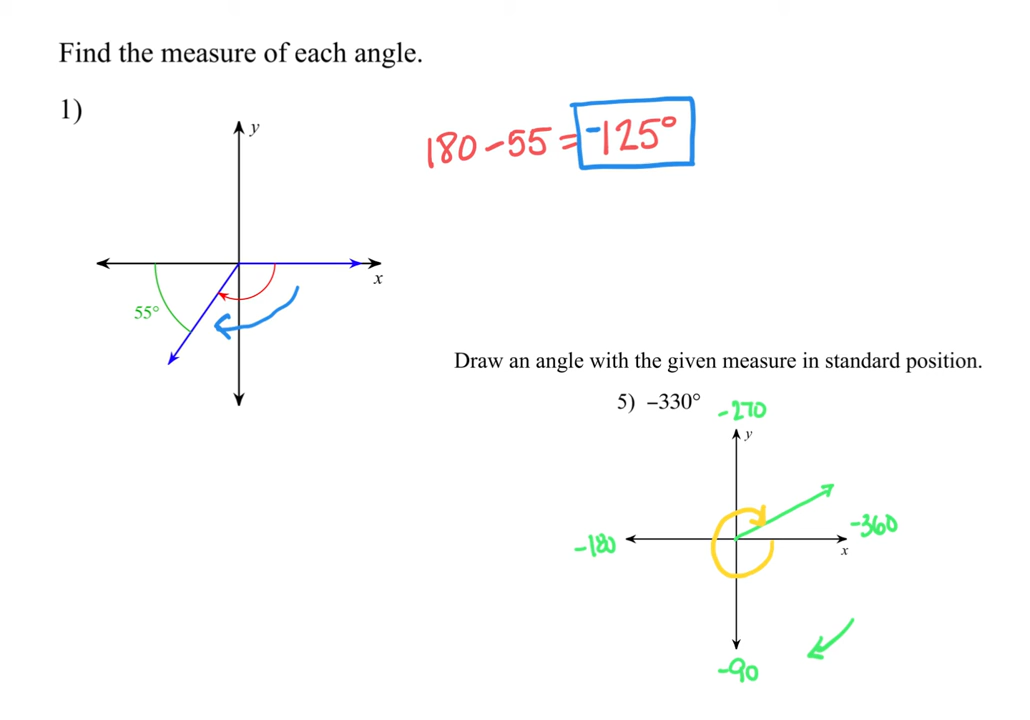 Find the measure of each angle.
1)
y
180 - 55 = -125°
x
55°
Draw an angle with the given measure in standard position.
5) −330°
-270
y
-360
-180
x
-90